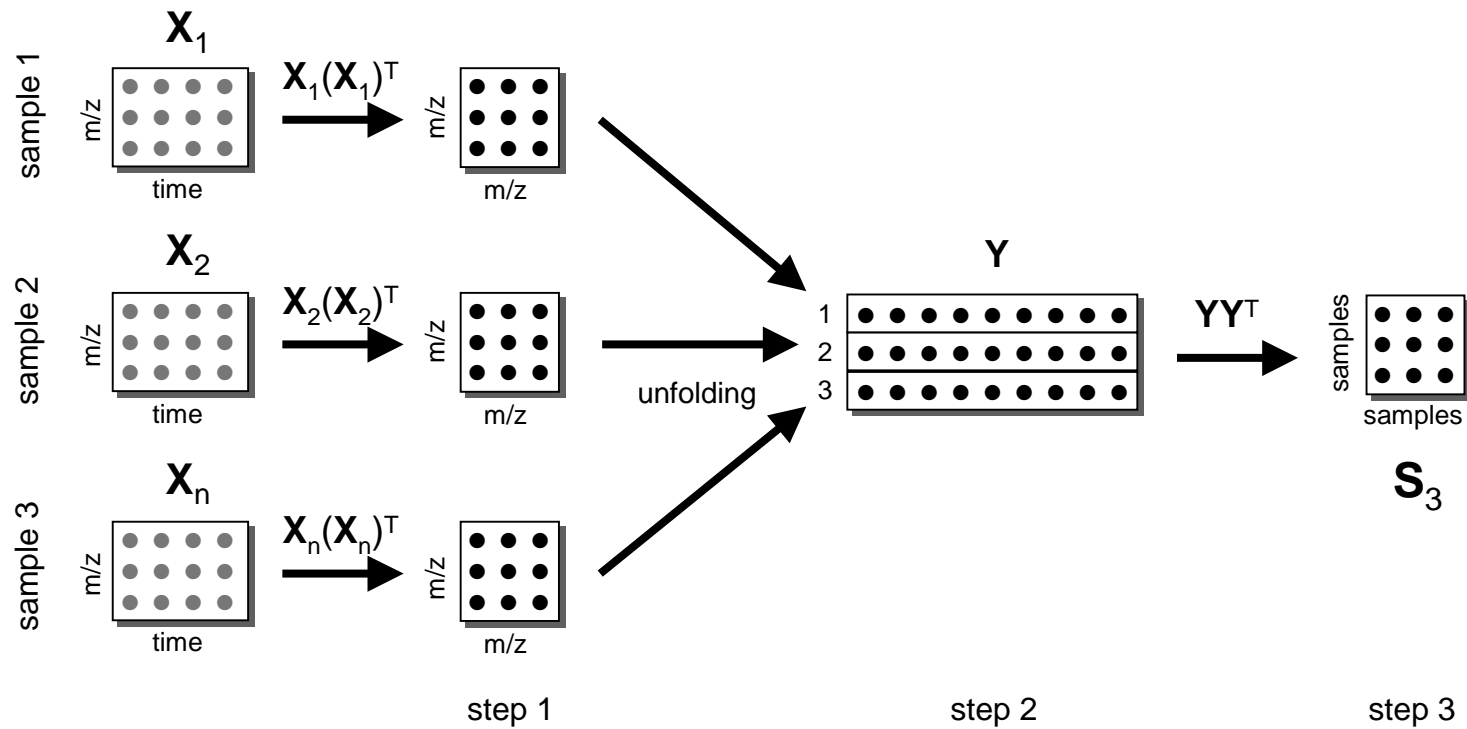 sample 1
X₁
m/z
time
X₁(X₁)ᵀ
m/z
m/z
sample 2
X₂
m/z
time
X₂(X₂)ᵀ
m/z
m/z
sample 3
Xₙ
m/z
time
Xₙ(Xₙ)ᵀ
m/z
m/z
unfolding
Y
1
2
3
YYᵀ
samples
samples
S₃
step 1
step 2
step 3